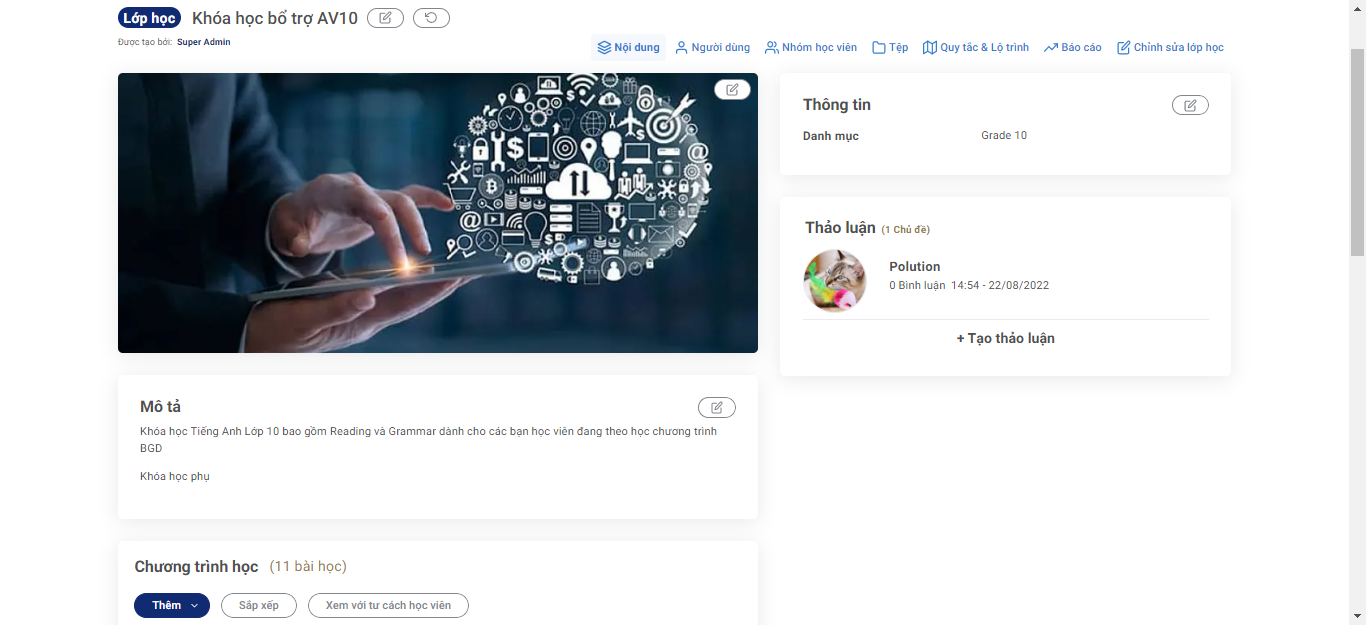 Lớp học Khóa học bổ trợ AV10
Được tạo bởi: Super Admin
Nội dung Người dùng Nhóm học viên Tệp Quy tắc & Lộ trình Báo cáo Chỉnh sửa lớp học
Thông tin
Danh mục Grade 10
Thảo luận (1 Chủ đề)
Polution
0 Bình luận 14:54 - 22/08/2022
+ Tạo thảo luận
Mô tả
Khóa học Tiếng Anh Lớp 10 bao gồm Reading và Grammar dành cho các bạn học viên đang theo học chương trình
BGD
Khóa học phụ
Chương trình học (11 bài học)
Thêm Sắp xếp Xem với tư cách học viên